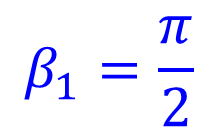 β₁ = π/2